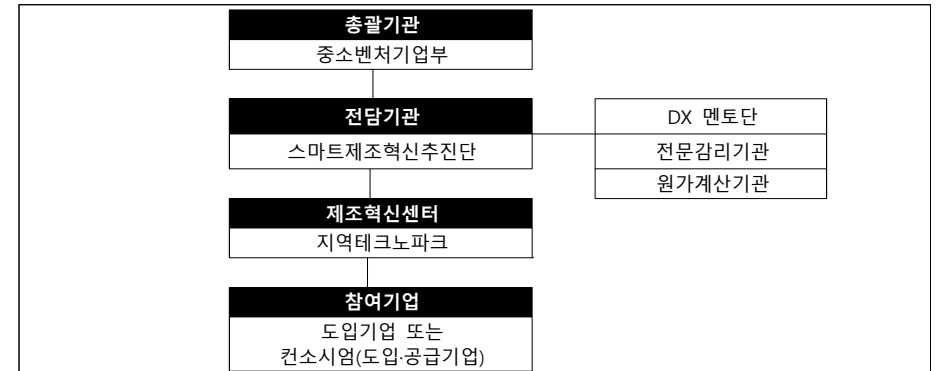 총괄기관
중소벤처기업부
전담기관
스마트제조혁신추진단
DX 멘토단
전문감리기관
원가계산기관
제조혁신센터
지역테크노파크
참여기업
도입기업 또는
컨소시엄(도입·공급기업)